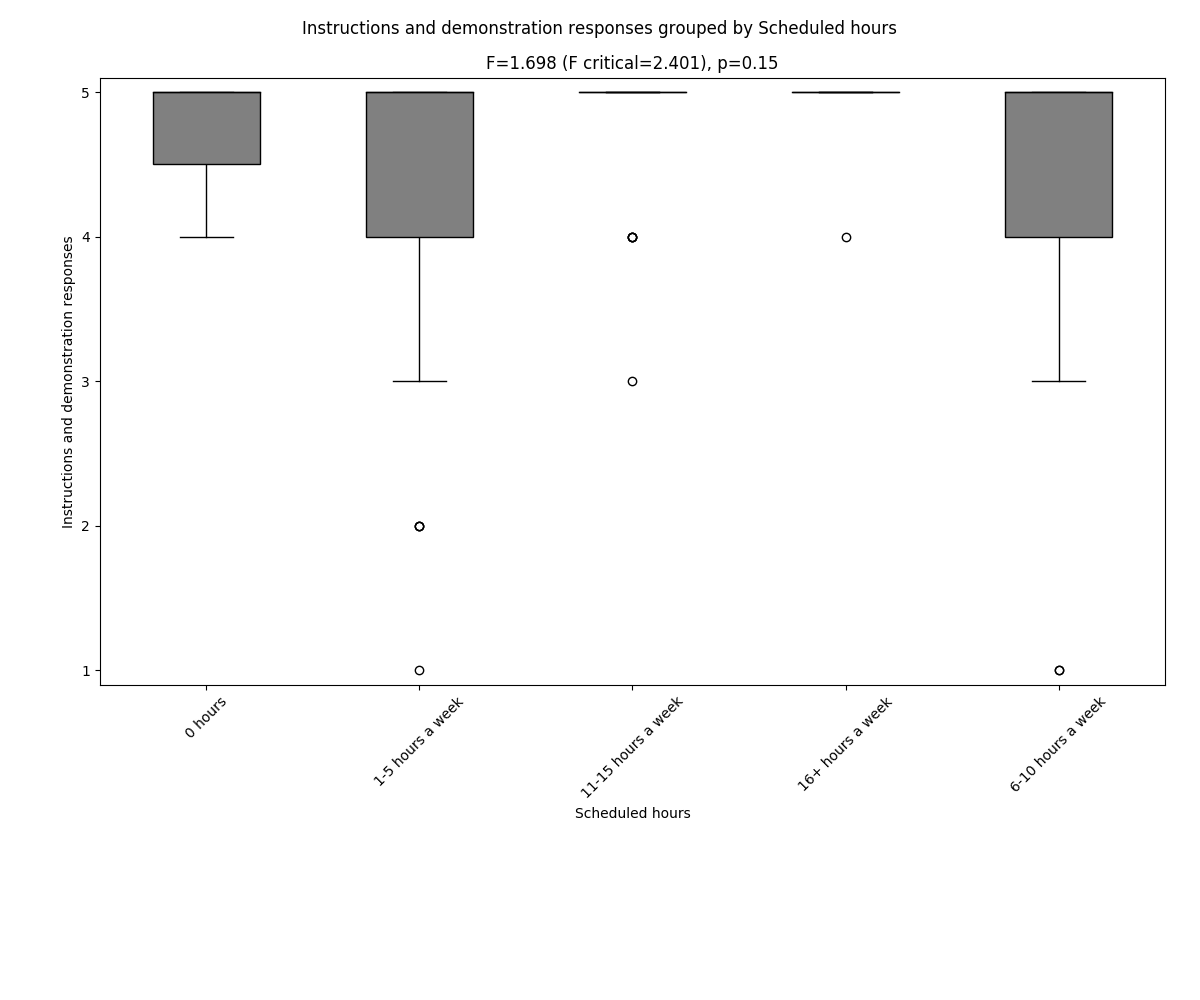 Instructions and demonstration responses grouped by Scheduled hours
F=1.698 (F critical=2.401), p=0.15
Instructions and demonstration responses
5
4
3
2
1
0 hours
1-5 hours a week
11-15 hours a week
16+ hours a week
6-10 hours a week
Scheduled hours